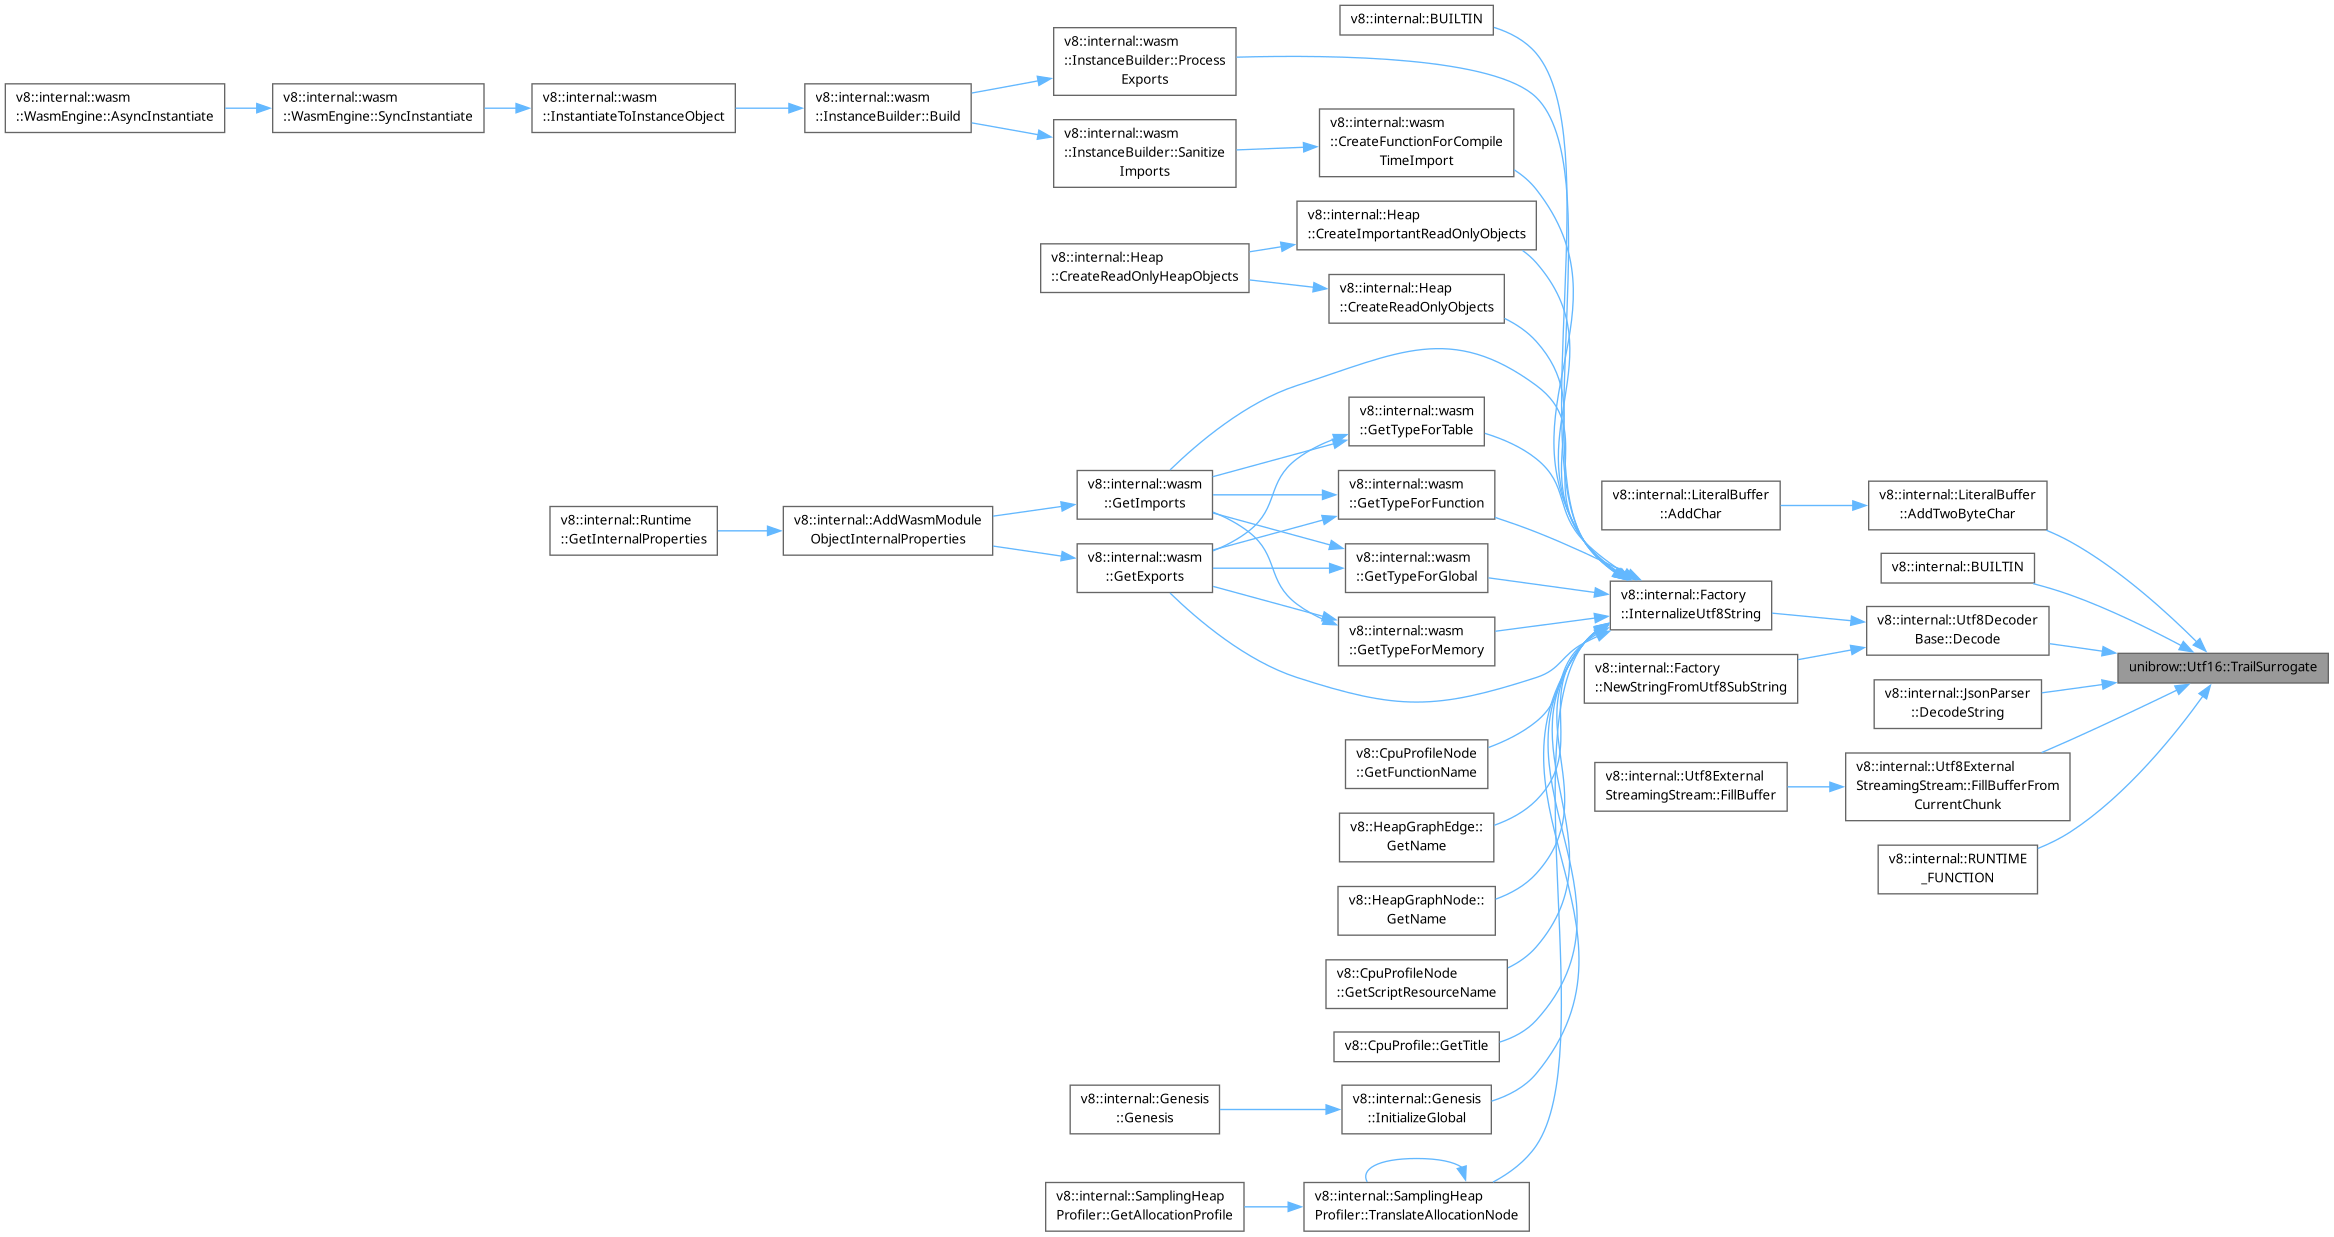 v8::internal::BUILTIN
v8::internal::wasm
::InstanceBuilder::Process
Exports
v8::internal::wasm
::WasmEngine::AsyncInstantiate
v8::internal::wasm
::WasmEngine::SyncInstantiate
v8::internal::wasm
::InstantiateToInstanceObject
v8::internal::wasm
::InstanceBuilder::Build
v8::internal::wasm
::InstanceBuilder::Sanitize
Imports
v8::internal::wasm
::CreateFunctionForCompile
TimeImport
v8::internal::Heap
::CreateImportantReadOnlyObjects
v8::internal::Heap
::CreateReadOnlyHeapObjects
v8::internal::Heap
::CreateReadOnlyObjects
v8::internal::wasm
::GetTypeForTable
v8::internal::wasm
::GetImports
v8::internal::wasm
::GetTypeForFunction
v8::internal::Runtime
::GetInternalProperties
v8::internal::AddWasmModule
ObjectInternalProperties
v8::internal::wasm
::GetExports
v8::internal::wasm
::GetTypeForGlobal
v8::internal::wasm
::GetTypeForMemory
v8::internal::LiteralBuffer
::AddChar
v8::internal::LiteralBuffer
::AddTwoByteChar
v8::internal::BUILTIN
v8::internal::Factory
::InternalizeUtf8String
v8::internal::Utf8Decoder
Base::Decode
v8::internal::Factory
::NewStringFromUtf8SubString
unibrow::Utf16::TrailSurrogate
v8::internal::JsonParser
::DecodeString
v8::internal::Utf8External
StreamingStream::FillBuffer
v8::internal::Utf8External
StreamingStream::FillBufferFrom
CurrentChunk
v8::internal::RUNTIME
_FUNCTION
v8::CpuProfileNode
::GetFunctionName
v8::HeapGraphEdge::
GetName
v8::HeapGraphNode::
GetName
v8::CpuProfileNode
::GetScriptResourceName
v8::CpuProfile::GetTitle
v8::internal::Genesis
::Genesis
v8::internal::Genesis
::InitializeGlobal
v8::internal::SamplingHeap
Profiler::GetAllocationProfile
v8::internal::SamplingHeap
Profiler::TranslateAllocationNode